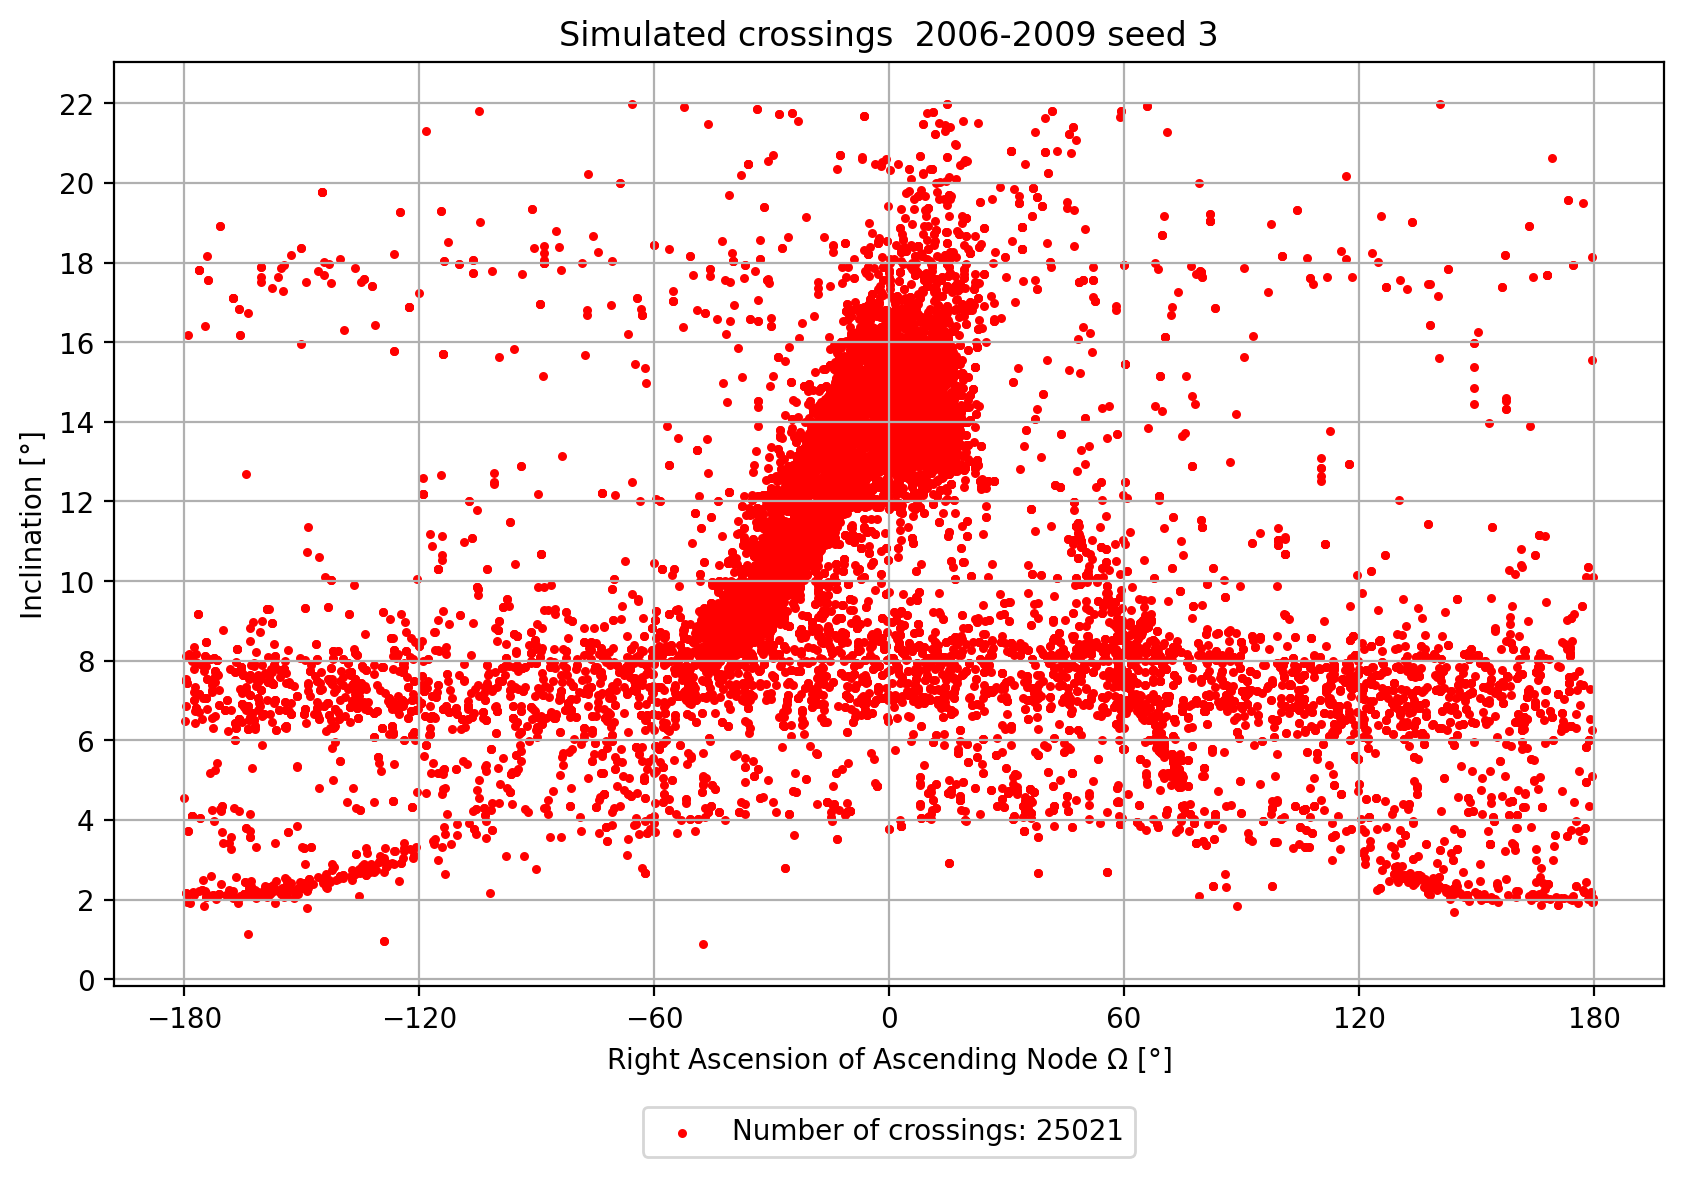 Simulated crossings  2006-2009 seed 3
22
20
18
16
14
12
10
8
6
4
2
0
Inclination [°]
−180 −120 −60 0 60 120 180
Right Ascension of Ascending Node Ω [°]
Number of crossings: 25021